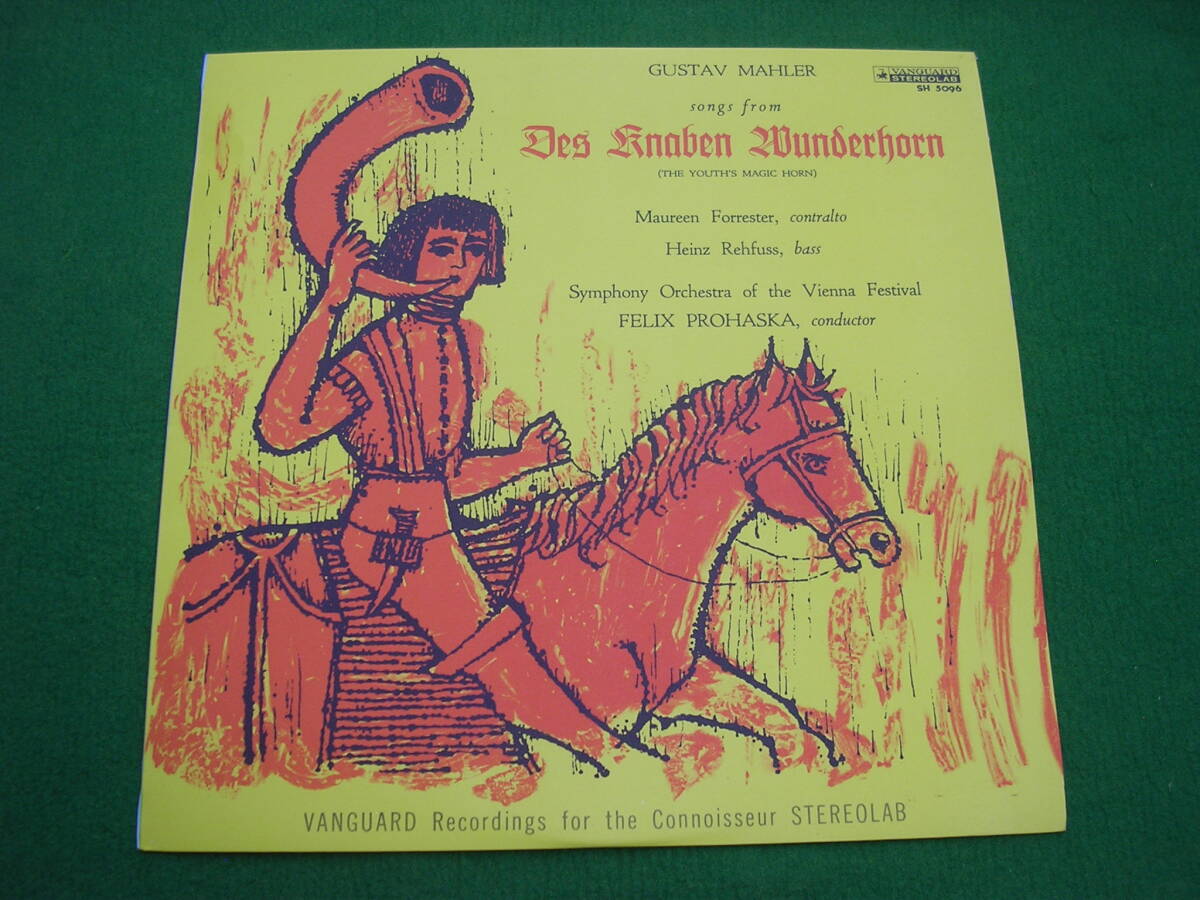 GUSTAV MAHLER
VANGUARD
STEREOLAB
SH 5096
songs from
Des Knaben Wunderhorn
(THE YOUTH'S MAGIC HORN)
Maureen Forrester, contralto
Heinz Rehfuss, bass
Symphony Orchestra of the Vienna Festival
FELIX PROHASKA, conductor
VANGUARD Recordings for the Connoisseur STEREOLAB